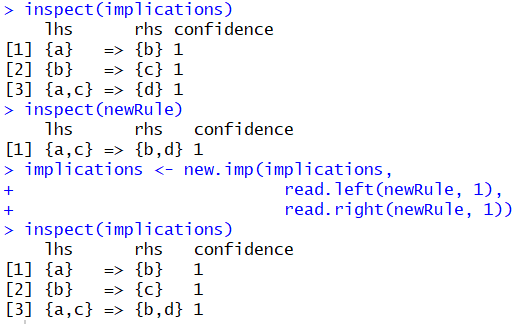 > inspect(implications)
    lhs      rhs confidence
[1] {a}   => {b} 1
[2] {b}   => {c} 1
[3] {a,c} => {d} 1
> inspect(newRule)
    lhs      rhs   confidence
[1] {a,c} => {b,d} 1
> implications <- new.imp(implications,
+                         read.left(newRule, 1),
+                         read.right(newRule, 1))
> inspect(implications)
    lhs      rhs   confidence
[1] {a}   => {b}   1
[2] {b}   => {c}   1
[3] {a,c} => {b,d} 1